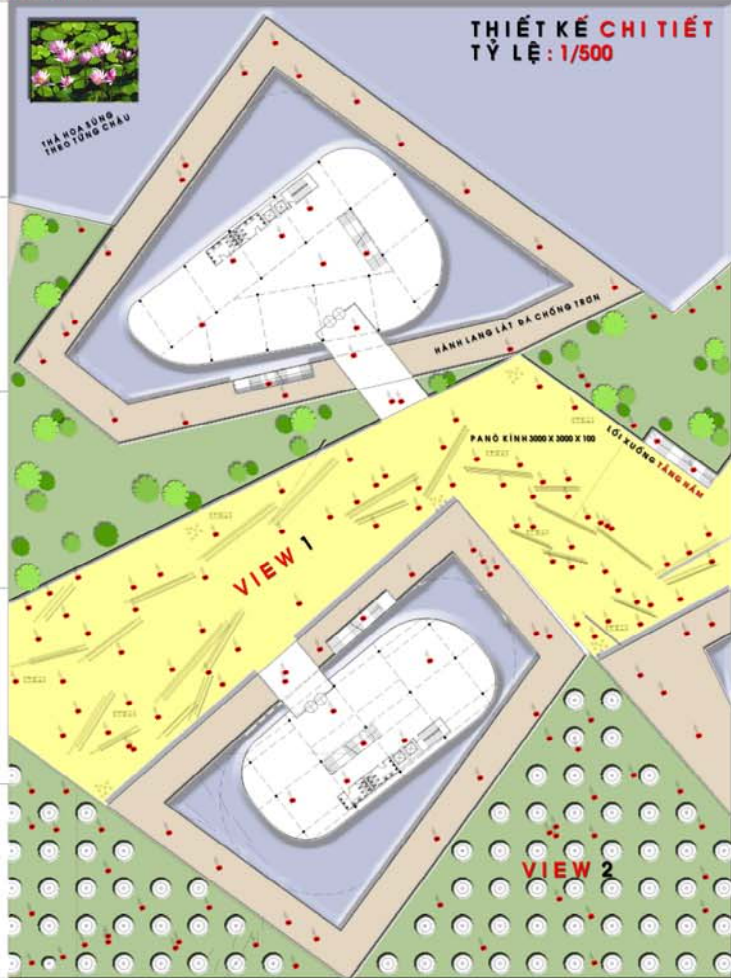 THIẾT KẾ CHI TIẾT
TỶ LỆ : 1/500
THẢ HOA SÚNG
THEO TỪNG CHẬU
HÀNH LANG LÁT ĐÁ CHỐNG TRƠN
PANÔ KÍNH 3000 X 3000 X 100
LỐI XUỐNG TẦNG HẦM
VIEW 1
VIEW 2